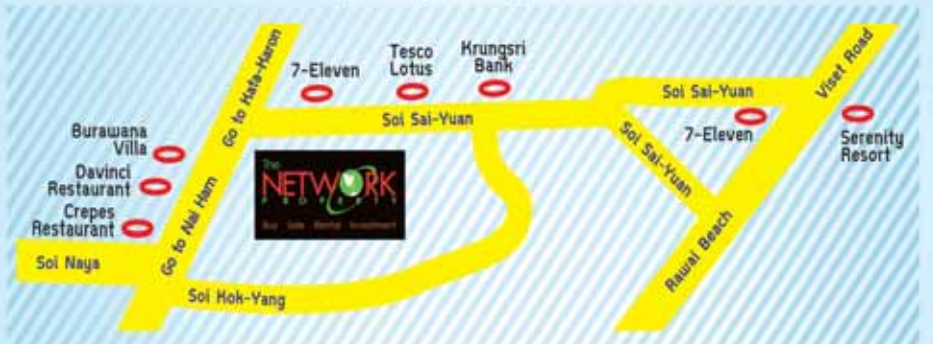 Go to Kata-Karon
7-Eleven
Tesco
Lotus
Krungsri
Bank
Soi Sai-Yuan
Soi Sai-Yuan
Viset Road
Soi Sai-Yuan
7-Eleven
Serenity
Resort
Burawana
Villa
Davinci
Restaurant
Crepes
Restaurant
The
NETWORK
PROPERTY
Buy Sale Rental Investment
Go to Nai Harn
Soi Naya
Soi Kok-Yang
Rawai Beach